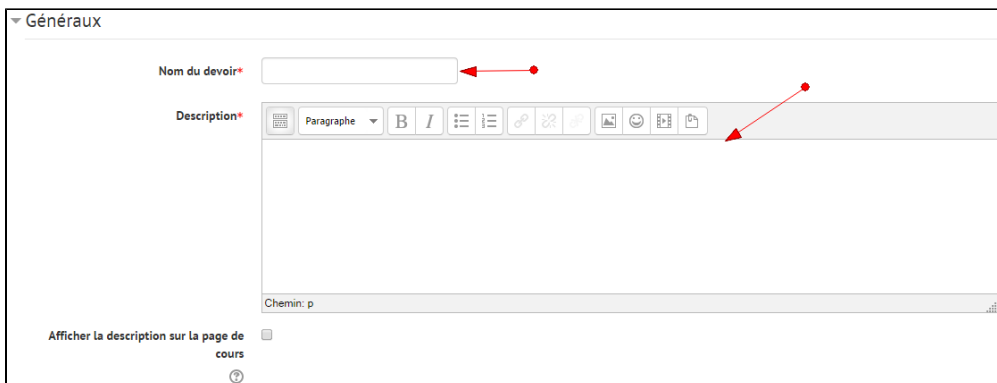 Généraux
Nom du devoir*
Description*
Paragraphe B I
Chemin: p
Afficher la description sur la page de
cours